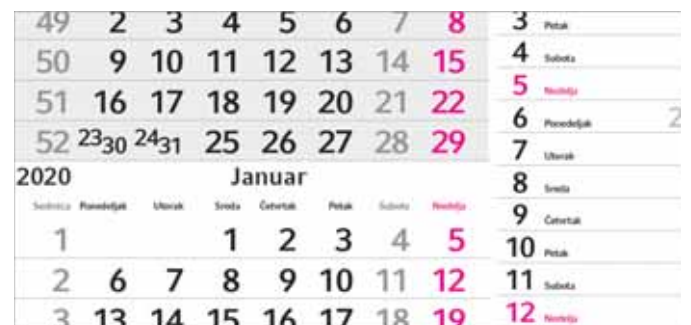 49 2 3 4 5 6 7 8
50 9 10 11 12 13 14 15
51 16 17 18 19 20 21 22
52 23 30 24 31 25 26 27 28 29
2020 Januar
Sedmica Ponedeljak Utorak Sreda Četvrtak Petak Subota Nedelja
1 1 2 3 4 5
2 6 7 8 9 10 11 12
3 13 14 15 16 17 18 19
3 Petak
4 Subota
5 Nedelja
6 Ponedeljak 2
7 Utorak
8 Sreda
9 Četvrtak
10 Petak
11 Subota
12 Nedelja